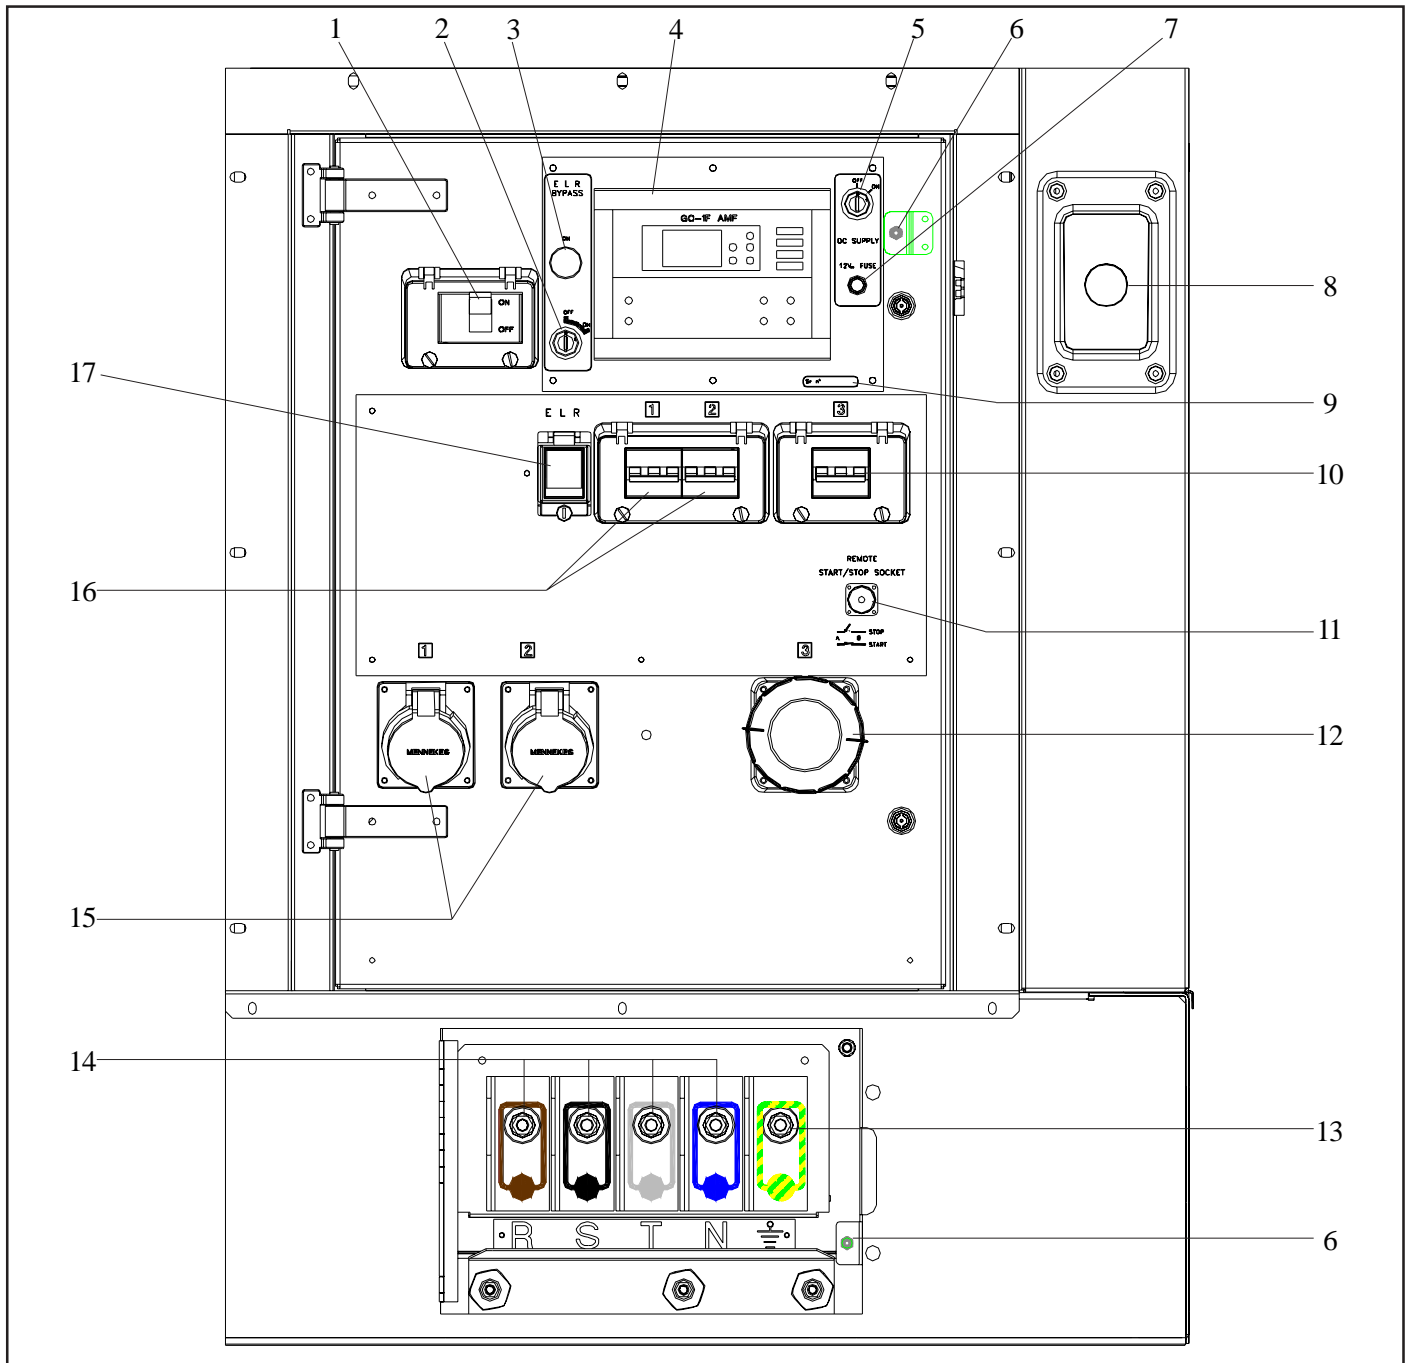 1 2 3 4 5 6 7
E L R
BYPASS
ON
OFF
ON
GC-1F AMF
OFF
ON
DC SUPPLY
12V FUSE
ON
OFF
8
17
9
E L R
1 2 3
10
16
REMOTE
START/STOP SOCKET
11
STOP
A B
START
1 2 3
12
MENNEKES
MENNEKES
15
14
13
R S T N
6